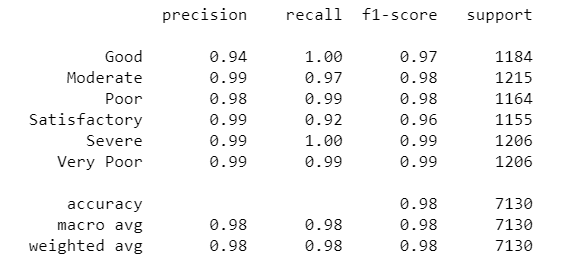 precision recall f1-score support
Good 0.94 1.00 0.97 1184
Moderate 0.99 0.97 0.98 1215
Poor 0.98 0.99 0.98 1164
Satisfactory 0.99 0.92 0.96 1155
Severe 0.99 1.00 0.99 1206
Very Poor 0.99 0.99 0.99 1206
accuracy 0.98 7130
macro avg 0.98 0.98 0.98 7130
weighted avg 0.98 0.98 0.98 7130